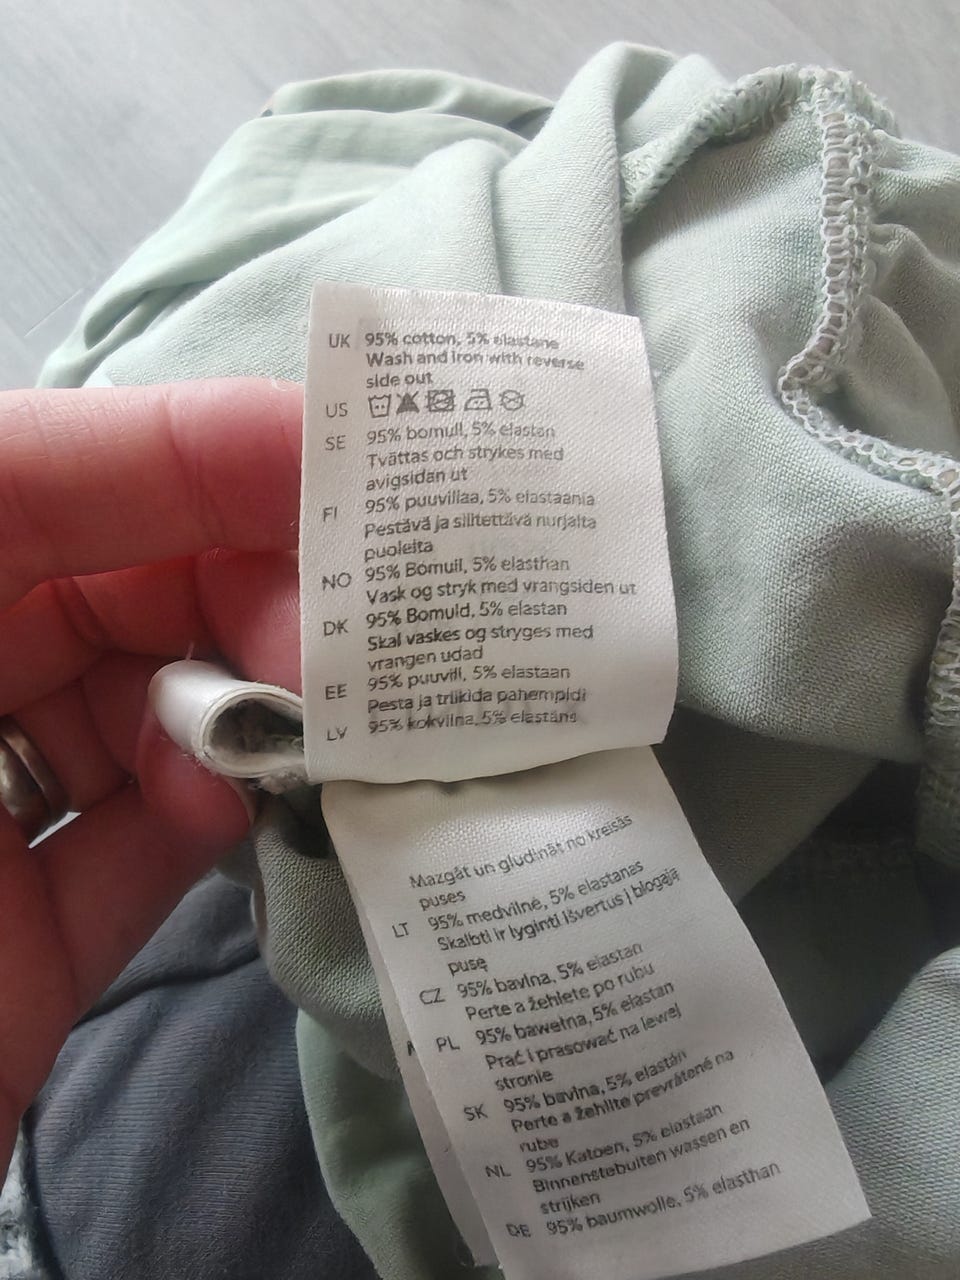 UK 95% cotton, 5% elastane
Wash and iron with reverse
side out
US
SE 95% bomull, 5% elastan
Tvättas och strykes med
avigsidan ut
FI 95% puuvillaa, 5% elastaania
Pestävä ja silitettävä nurjalta
puolelta
NO 95% Bomull, 5% elasthan
Vask og stryk med vrangsiden ut
DK 95% Bomuld, 5% elastan
Skal vaskes og stryges med
vrangen udad
EE 95% puuvill, 5% elastaan
Pesta ja triikida pahempidi
LV 95% kokvilna, 5% elastāns
Mazgāt un gludināt no kreisās
puses
LT 95% medvilnė, 5% elastanas
Skalbti ir lyginti išvertus į blogąją
pusę
CZ 95% bavlna, 5% elastan
Perte a žehlete po rubu
PL 95% bawełna, 5% elastan
Prać i prasować na lewej
stronie
SK 95% bavlna, 5% elastán
Perte a žehlite prevrátené na
rube
NL 95% Katoen, 5% elastaan
Binnenstebuiten wassen en
strijken
DE 95% baumwolle, 5% elasthan